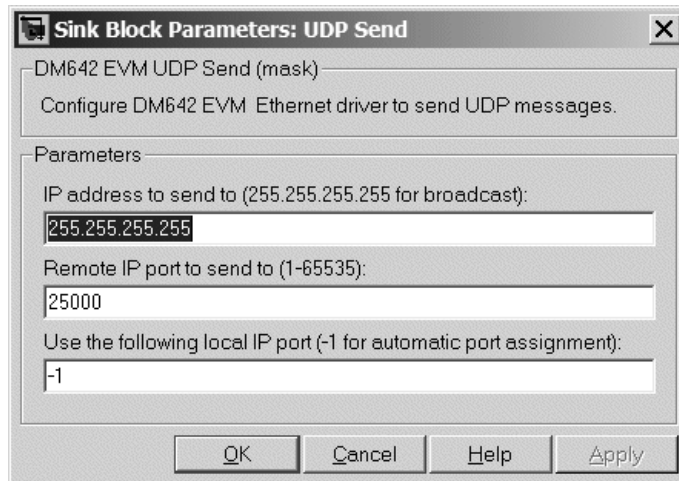 Sink Block Parameters: UDP Send
DM642 EVM UDP Send (mask)
Configure DM642 EVM  Ethernet driver to send UDP messages.
Parameters
IP address to send to (255.255.255.255 for broadcast):
255.255.255.255
Remote IP port to send to (1-65535):
25000
Use the following local IP port (-1 for automatic port assignment):
-1
OK Cancel Help Apply